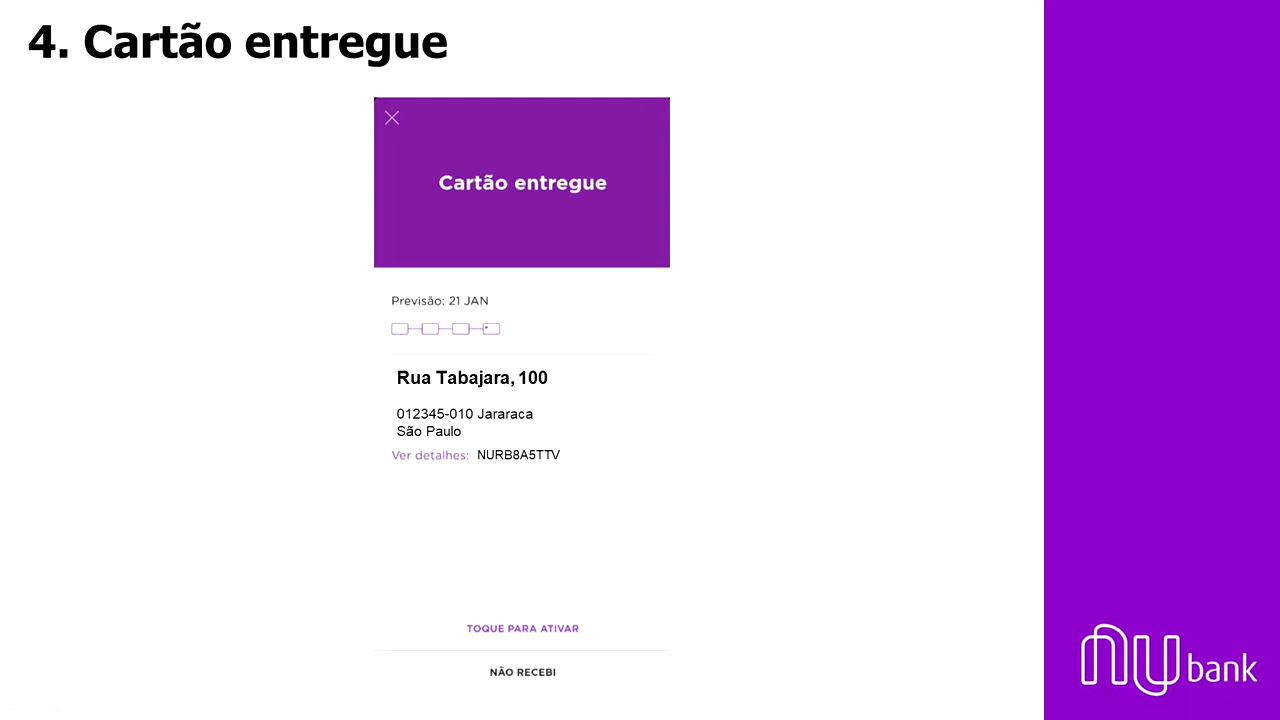 4. Cartão entregue
Cartão entregue
Previsão: 21 JAN
Rua Tabajara, 100
012345-010 Jararaca
São Paulo
Ver detalhes: NURB8A5TTV
TOQUE PARA ATIVAR
NÃO RECEBI
nu bank